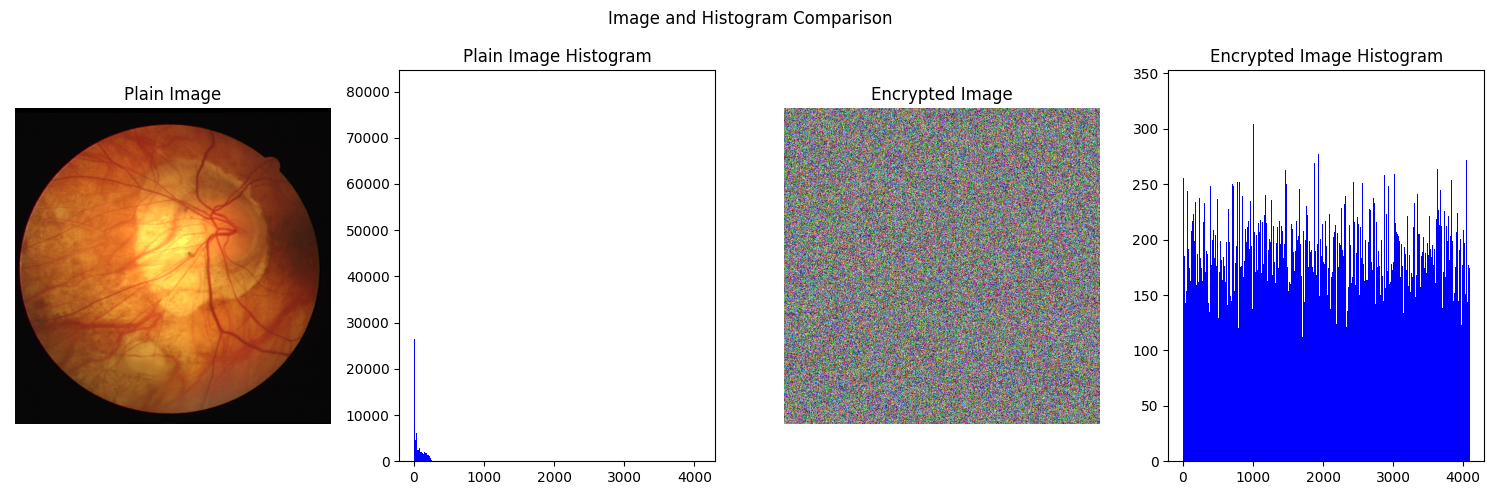 Image and Histogram Comparison
Plain Image
Plain Image Histogram
80000
70000
60000
50000
40000
30000
20000
10000
0
0 1000 2000 3000 4000
Encrypted Image
Encrypted Image Histogram
350
300
250
200
150
100
50
0
0 1000 2000 3000 4000